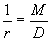 1/r = M/D